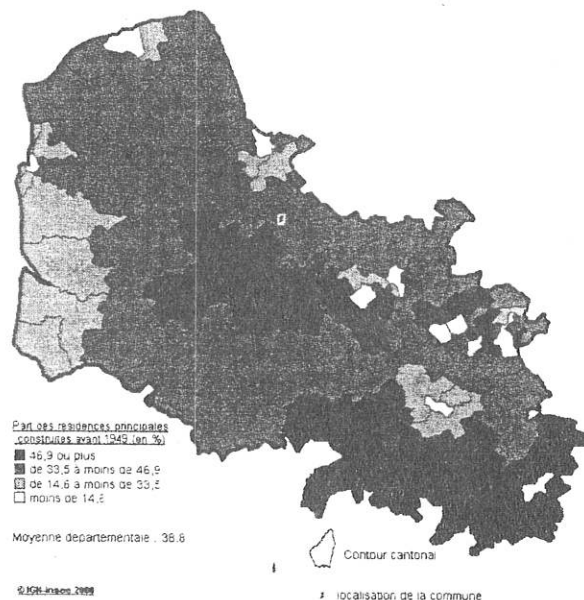 Part des résidences principales
construites avant 1949 (en %)
46,9 ou plus
de 33,5 à moins de 46,9
de 14,6 à moins de 33,5
moins de 14,6
Moyenne départementale : 38.8
Contour cantonal
©IGN-Insee 2008
localisation de la commune